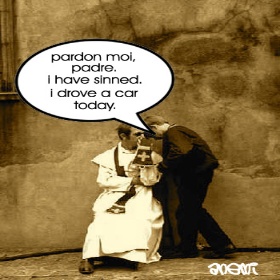 pardon moi,
padre.
i have sinned.
i drove a car
today.